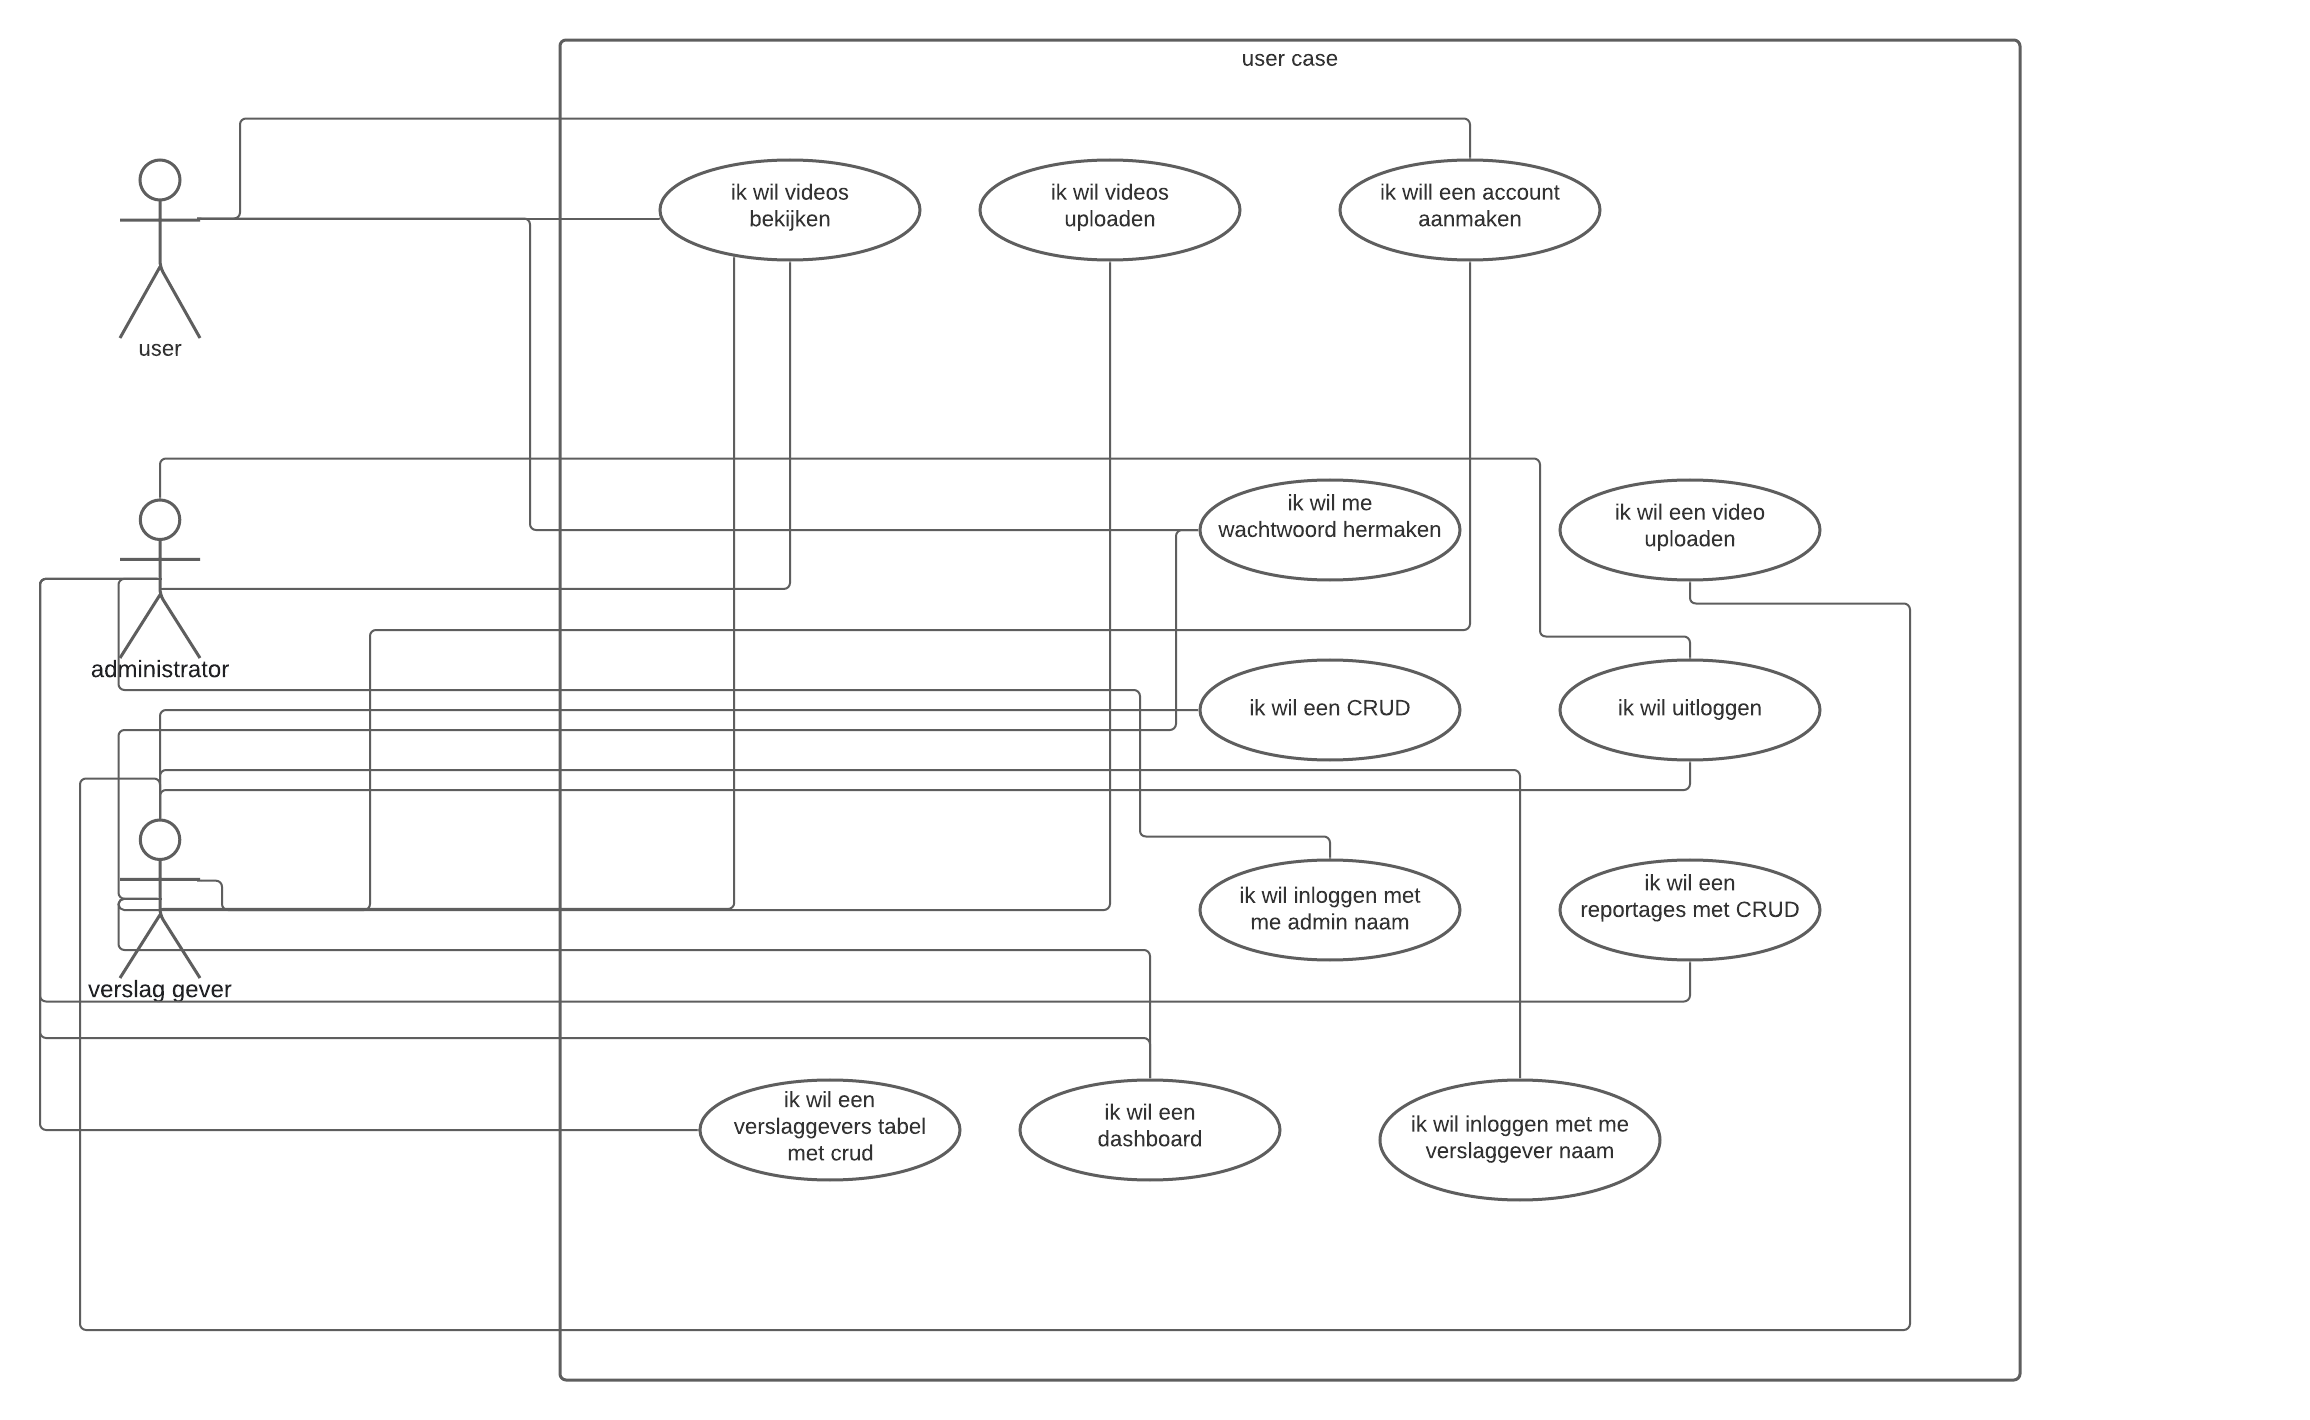 user case
ik wil videos
bekijken
ik wil videos
uploaden
ik will een account
aanmaken
user
ik wil me
wachtwoord hermaken
ik wil een video
uploaden
administrator
ik wil een CRUD
ik wil uitloggen
ik wil inloggen met
me admin naam
ik wil een
reportages met CRUD
verslag gever
ik wil een
verslaggevers tabel
met crud
ik wil een
dashboard
ik wil inloggen met me
verslaggever naam